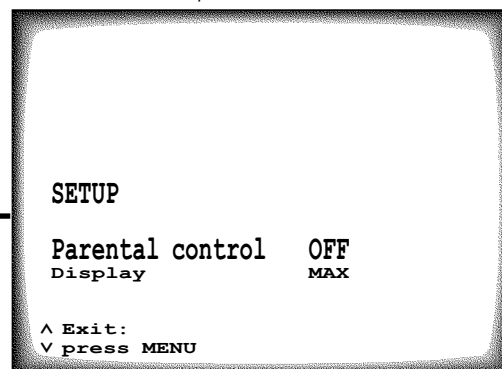 SETUP
Parental control OFF
Display MAX
∧ Exit:
∨ press MENU